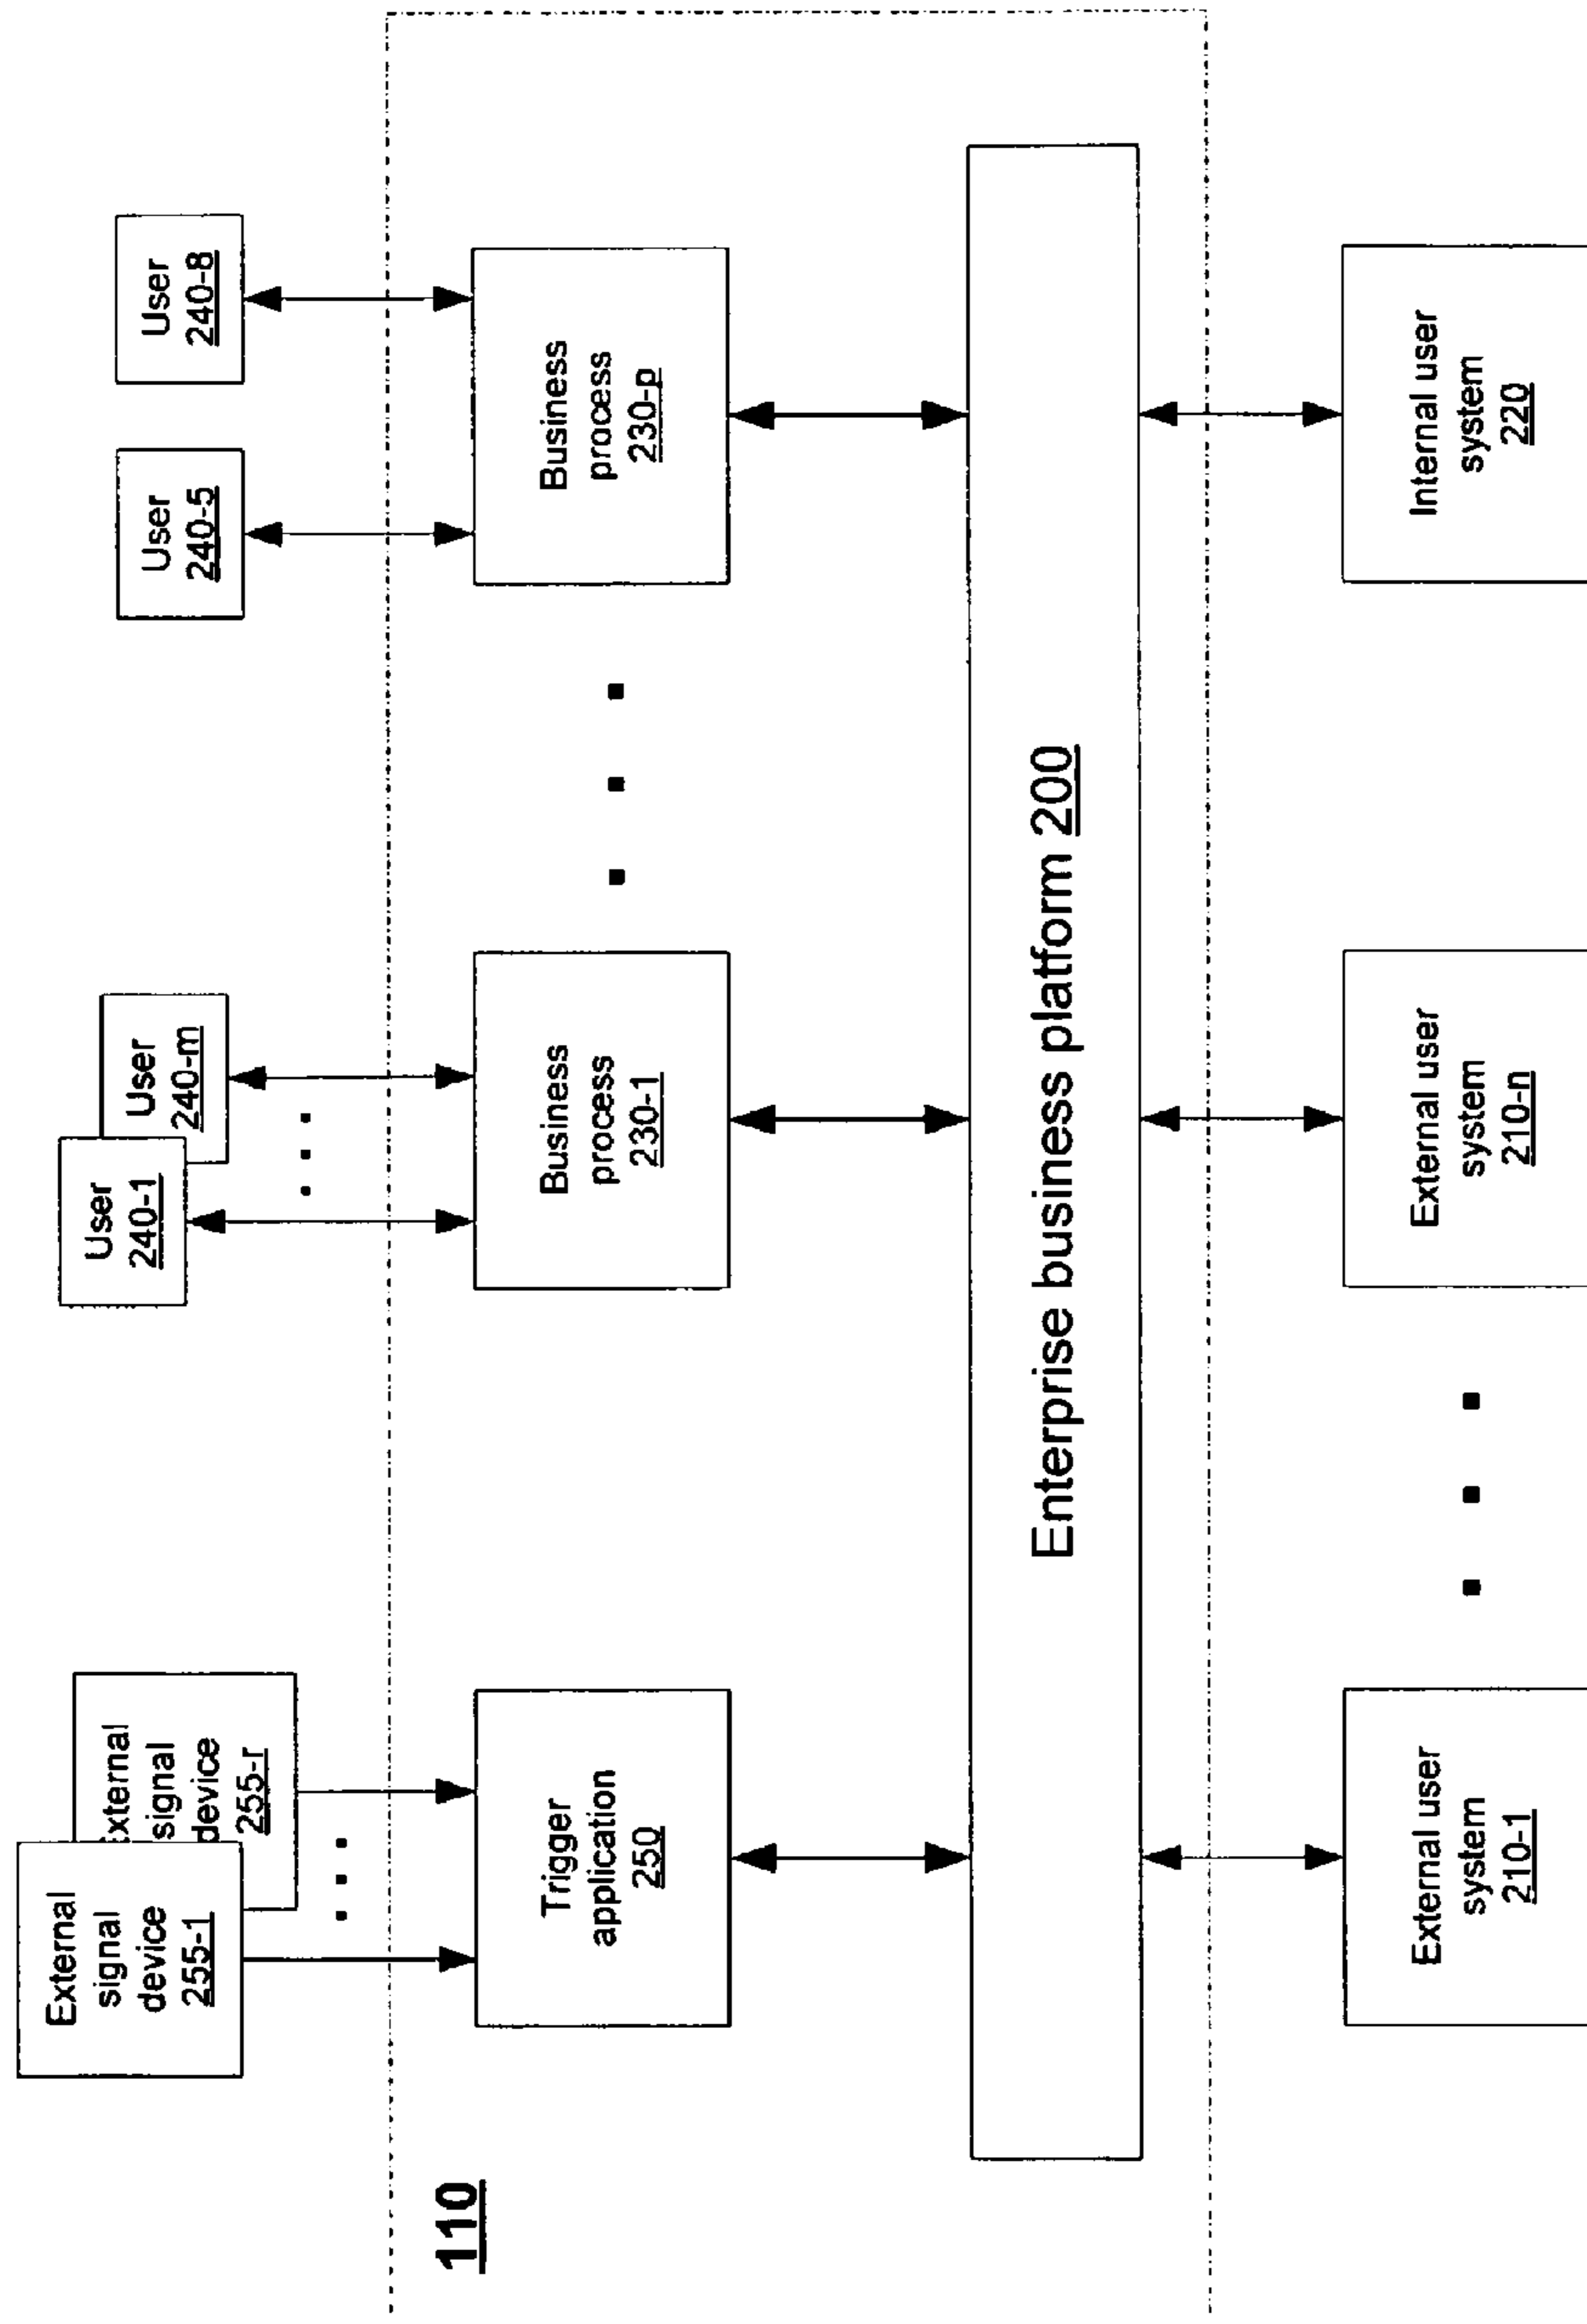 External
signal
device
255-1
External
signal
device
255-r
User
240-1
User
240-m
User
240-5
User
240-8
110
Trigger
application
250
Business
process
230-1
Business
process
230-p
Enterprise business platform 200
External user
system
210-1
External user
system
210-n
Internal user
system
220